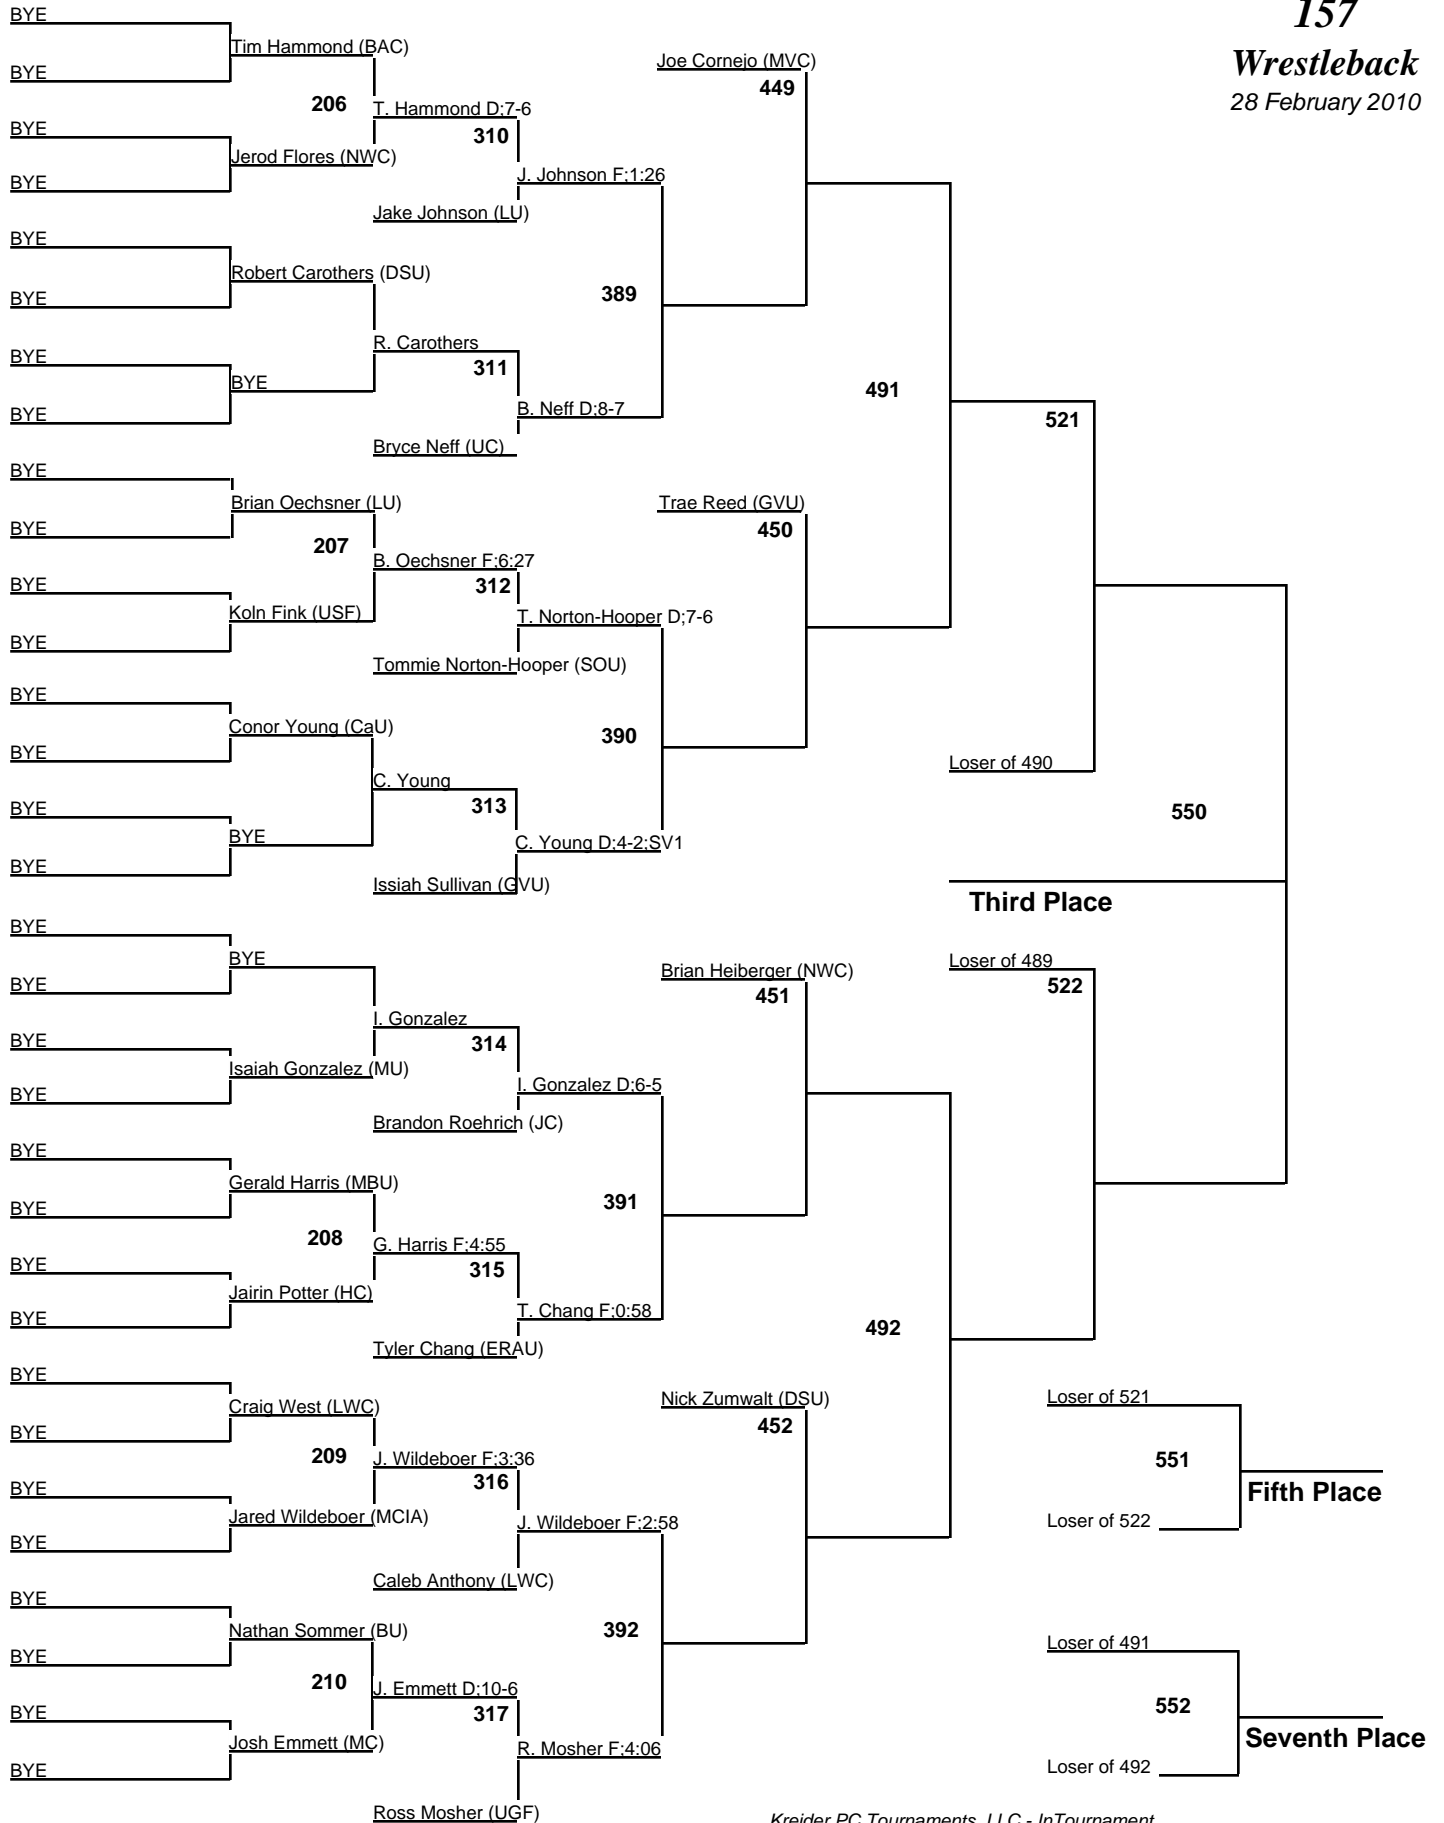 157
Wrestleback
28 February 2010
BYE
Tim Hammond (BAC)
Joe Cornejo (MVC)
BYE
449
206
T. Hammond D;7-6
BYE
310
Jerod Flores (NWC)
J. Johnson F;1:26
BYE
Jake Johnson (LU)
BYE
Robert Carothers (DSU)
BYE
389
R. Carothers
BYE
311
BYE
491
B. Neff D;8-7
BYE
521
Bryce Neff (UC)
BYE
Brian Oechsner (LU)
Trae Reed (GVU)
BYE
450
207
B. Oechsner F;6:27
BYE
312
Koln Fink (USF)
T. Norton-Hooper D;7-6
BYE
Tommie Norton-Hooper (SOU)
BYE
Conor Young (CaU)
390
BYE
Loser of 490
C. Young
BYE
313
550
BYE
C. Young D;4-2;SV1
BYE
Issiah Sullivan (GVU)
Third Place
BYE
BYE
Loser of 489
Brian Heiberger (NWC)
BYE
522
451
I. Gonzalez
BYE
314
Isaiah Gonzalez (MU)
I. Gonzalez D;6-5
BYE
Brandon Roehrich (JC)
BYE
Gerald Harris (MBU)
391
BYE
208
G. Harris F;4:55
BYE
315
Jairin Potter (HC)
T. Chang F;0:58
BYE
492
Tyler Chang (ERAU)
BYE
Nick Zumwalt (DSU)
Loser of 521
Craig West (LWC)
452
BYE
209
J. Wildeboer F;3:36
551
316
BYE
Fifth Place
Jared Wildeboer (MCIA)
J. Wildeboer F;2:58
Loser of 522
BYE
Caleb Anthony (LWC)
BYE
Nathan Sommer (BU)
392
Loser of 491
BYE
210
J. Emmett D;10-6
552
BYE
317
Josh Emmett (MC)
R. Mosher F;4:06
Seventh Place
BYE
Loser of 492
Ross Mosher (UGF)
Kreider PC Tournaments, LLC - InTournament